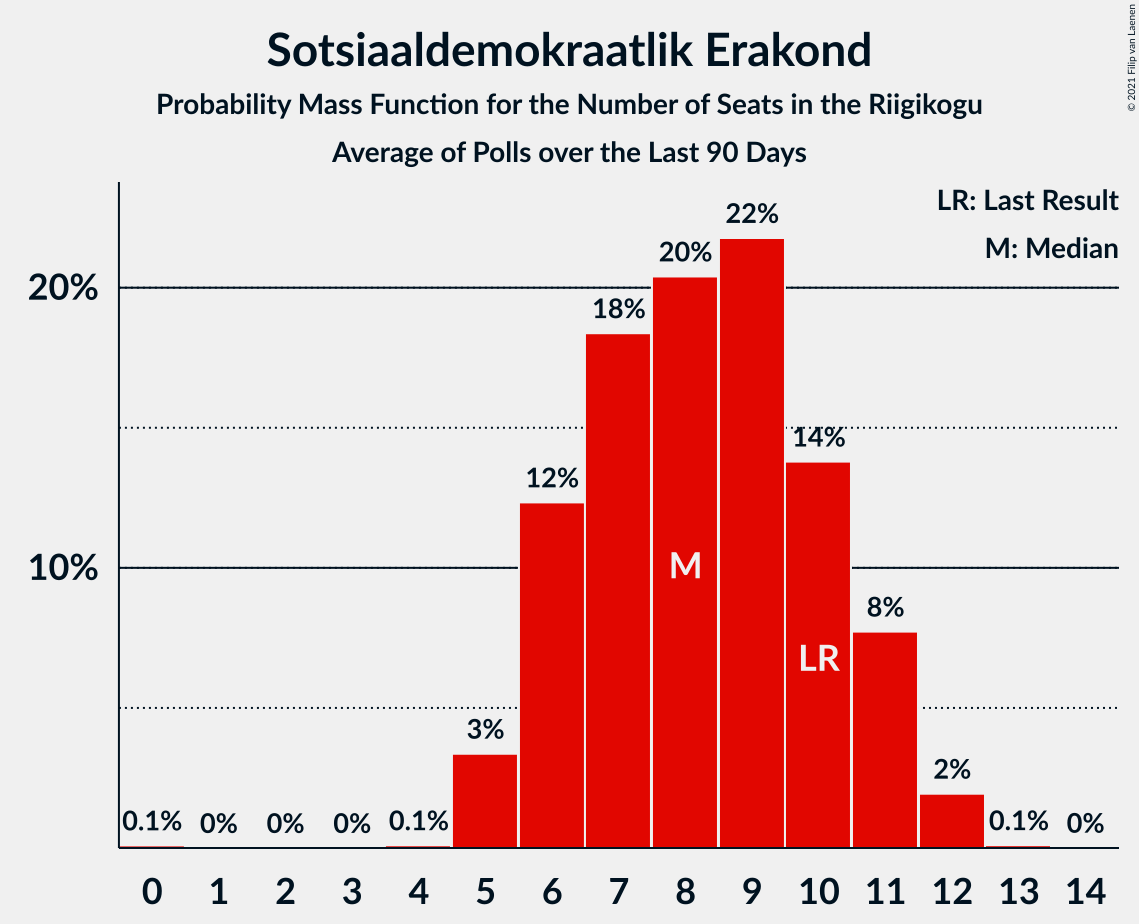 Sotsiaaldemokraatlik Erakond
Probability Mass Function for the Number of Seats in the Riigikogu
Average of Polls over the Last 90 Days
© 2021 Filip van Laenen
LR: Last Result
M: Median
20%
10%
0.1%
0%
0%
0%
0.1%
3%
12%
18%
20%
22%
14%
8%
2%
0.1%
0%
M
LR
0 1 2 3 4 5 6 7 8 9 10 11 12 13 14